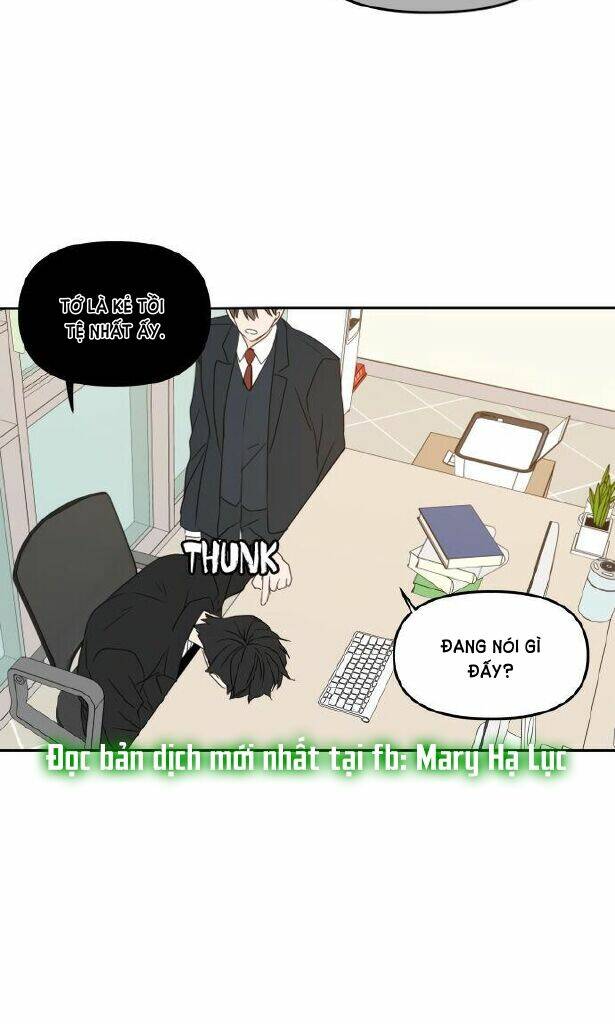 TỚ LÀ KẺ TỒI
TỆ NHẤT ẤY.
THUNK
ĐANG NÓI GÌ
ĐẤY?
Đọc bản dịch mới nhất tại fb: Mary Hạ Lục